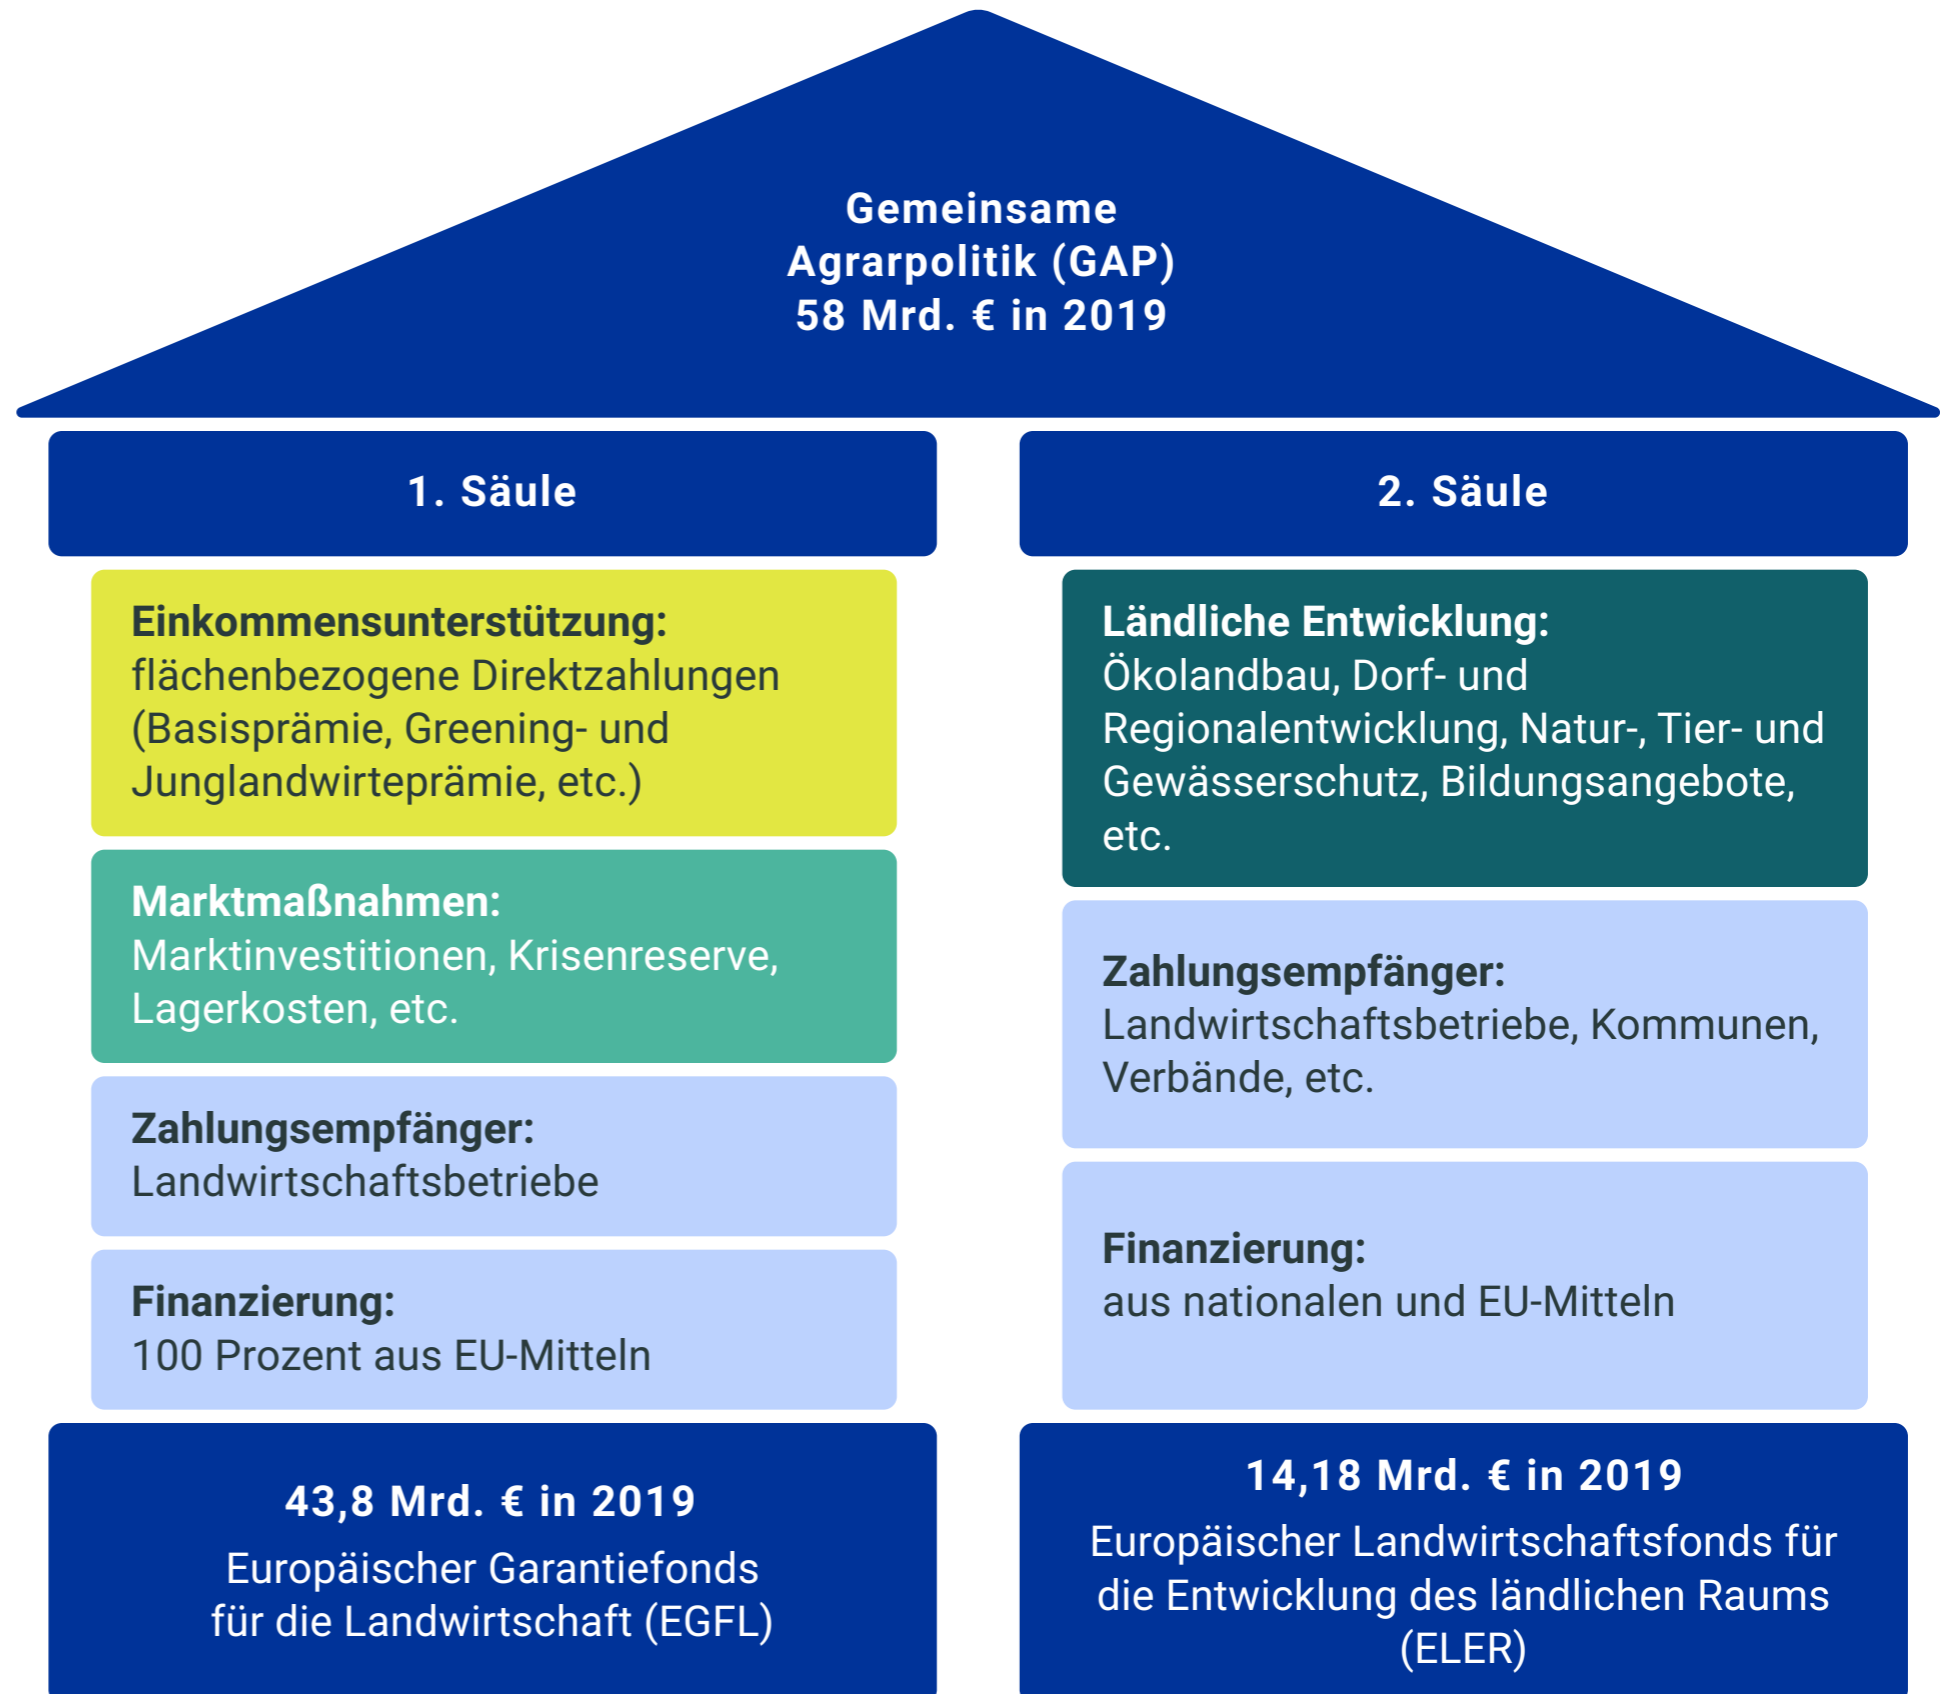 Gemeinsame
Agrarpolitik (GAP)
58 Mrd. € in 2019
1. Säule
Einkommensunterstützung:
flächenbezogene Direktzahlungen
(Basisprämie, Greening- und
Junglandwirteprämie, etc.)
Marktmaßnahmen:
Marktinvestitionen, Krisenreserve,
Lagerkosten, etc.
Zahlungsempfänger:
Landwirtschaftsbetriebe
Finanzierung:
100 Prozent aus EU-Mitteln
43,8 Mrd. € in 2019
Europäischer Garantiefonds
für die Landwirtschaft (EGFL)
2. Säule
Ländliche Entwicklung:
Ökolandbau, Dorf- und
Regionalentwicklung, Natur-, Tier- und
Gewässerschutz, Bildungsangebote,
etc.
Zahlungsempfänger:
Landwirtschaftsbetriebe, Kommunen,
Verbände, etc.
Finanzierung:
aus nationalen und EU-Mitteln
14,18 Mrd. € in 2019
Europäischer Landwirtschaftsfonds für
die Entwicklung des ländlichen Raums
(ELER)